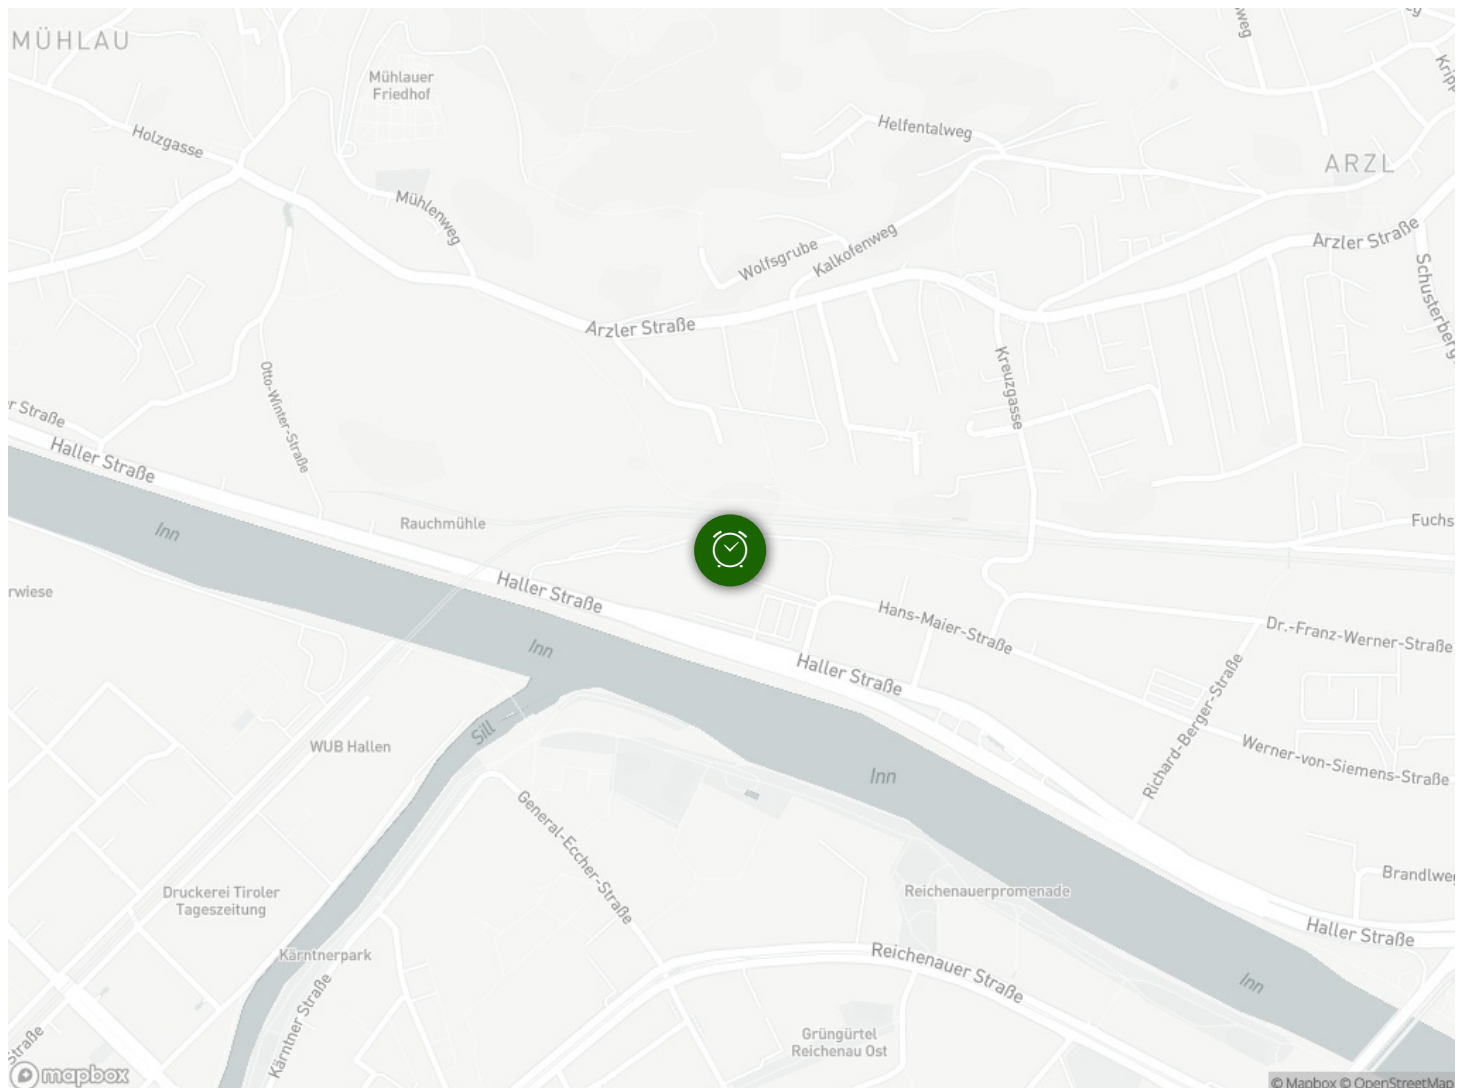 MÜHLAU
Mühlauer
Friedhof
Holzgasse
Mühlenweg
Helfentalweg
ARZL
Wolfsgrube
Kalkofenweg
Arzler Straße
Arzler Straße
Schusterberg
Otto-Winter-Straße
Kreuzgasse
r Straße
Haller Straße
Inn
Rauchmühle
Fuchs
rwiese
Haller Straße
Inn
Hans-Maier-Straße
Dr.-Franz-Werner-Straße
Haller Straße
Sill
WUB Hallen
Inn
Richard-Berger-Straße
Werner-von-Siemens-Straße
General-Eccher-Straße
Druckerei Tiroler
Tageszeitung
Reichenauerpromenade
Brandlweg
Haller Straße
Kärntnerpark
Reichenauer Straße
Inn
Kärntner Straße
Straße
Grüngürtel
Reichenau Ost
mapbox
© Mapbox © OpenStreetMap